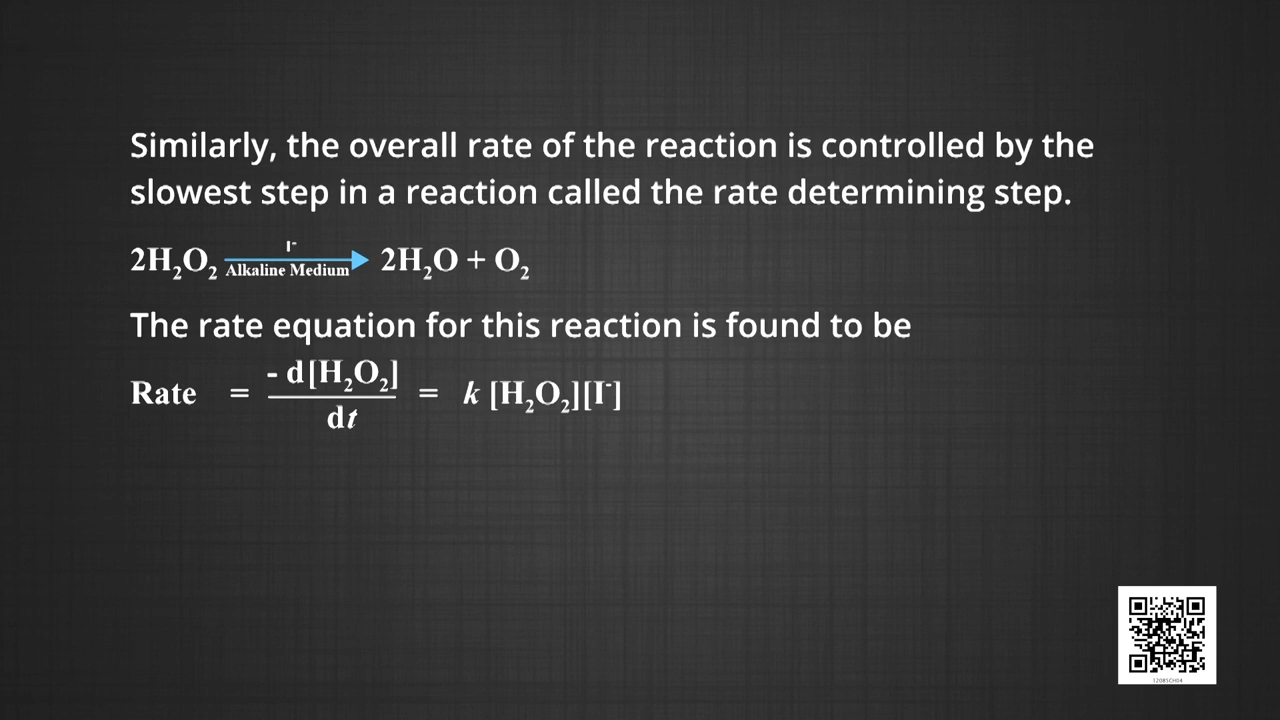 Similarly, the overall rate of the reaction is controlled by the
slowest step in a reaction called the rate determining step.
2H₂O₂ —I⁻/Alkaline Medium→ 2H₂O + O₂
The rate equation for this reaction is found to be
Rate = - d[H₂O₂]/dt = k [H₂O₂][I⁻]
12085CH04